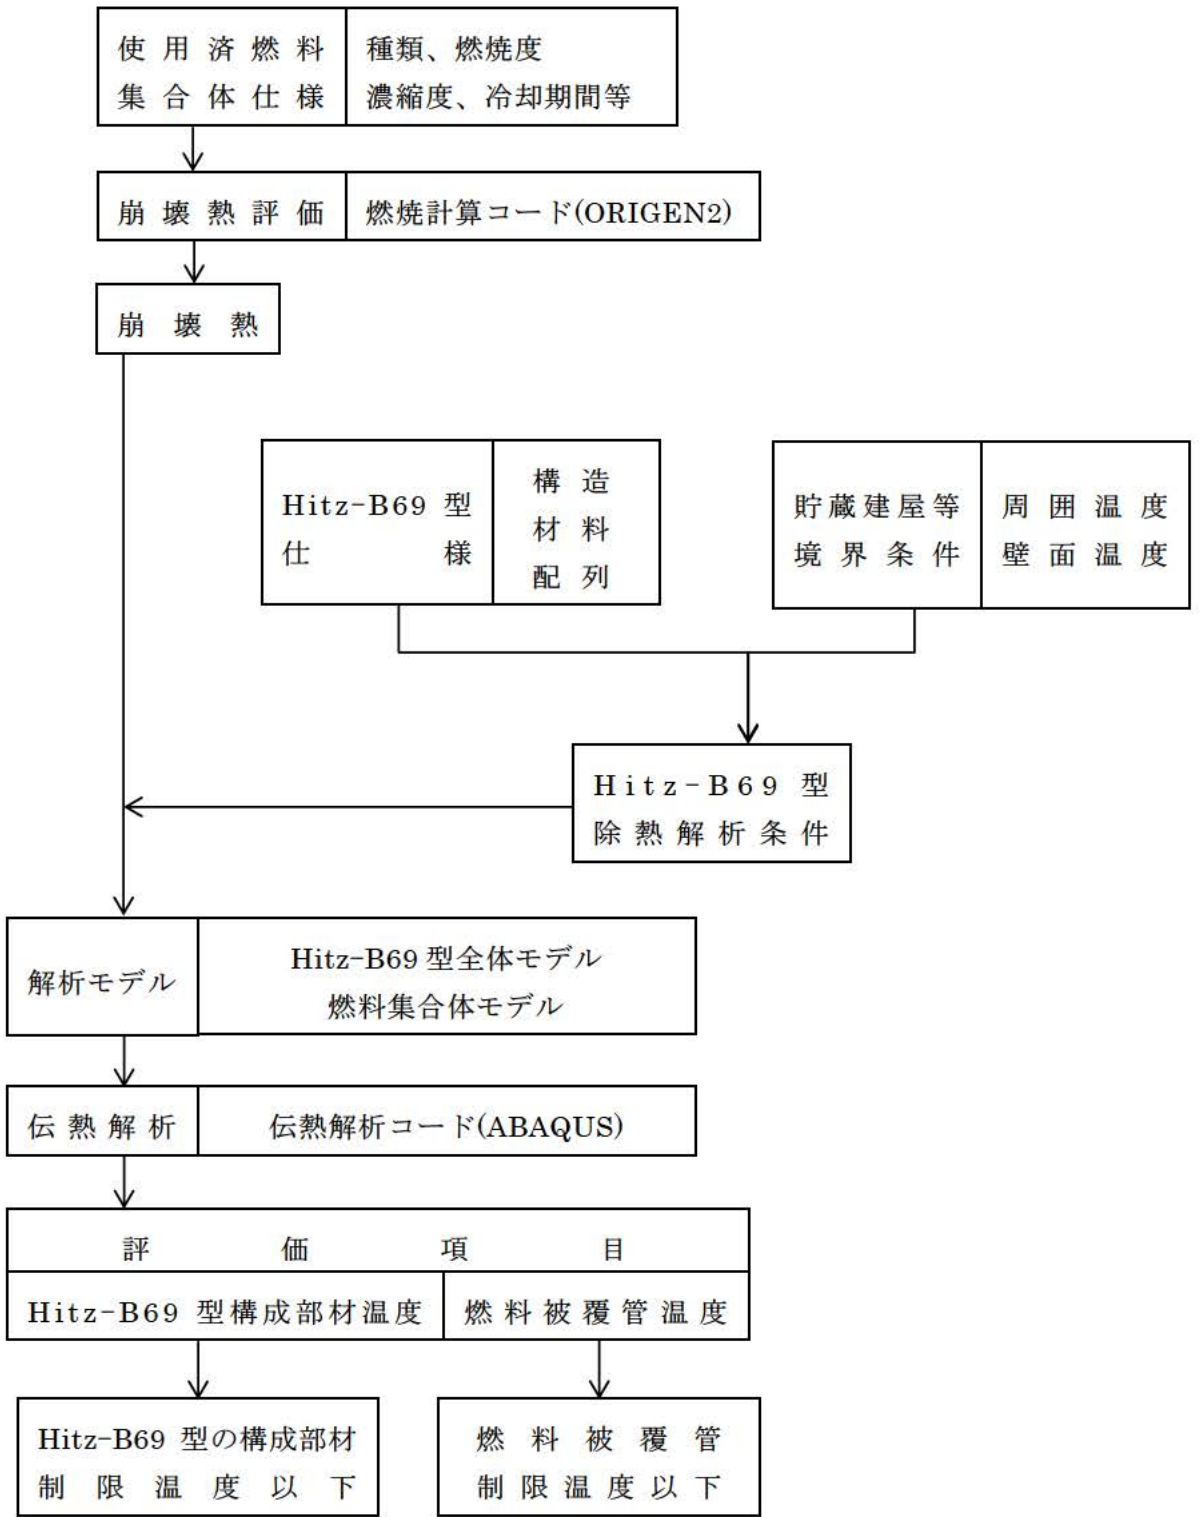 使用済燃料
集合体仕様
種類、燃焼度
濃縮度、冷却期間等
崩壊熱評価
燃焼計算コード(ORIGEN2)
崩壊熱
Hitz-B69 型
仕様
構造
材料
配列
貯蔵建屋等
境界条件
周囲温度
壁面温度
Hitz-B69 型
除熱解析条件
解析モデル
Hitz-B69 型全体モデル
燃料集合体モデル
伝熱解析
伝熱解析コード(ABAQUS)
評価項目
Hitz-B69 型構成部材温度
燃料被覆管温度
Hitz-B69 型の構成部材
制限温度以下
燃料被覆管
制限温度以下